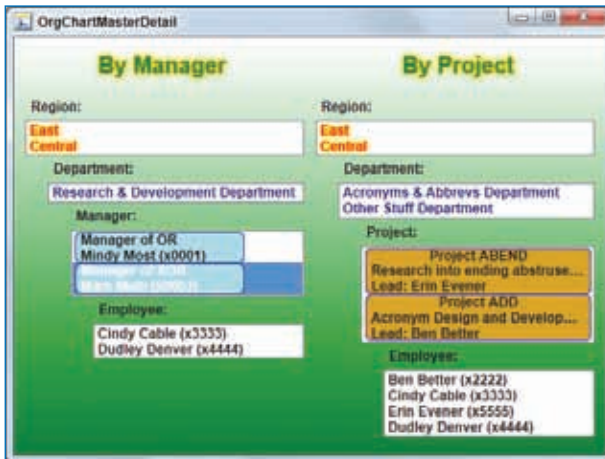 OrgChartMasterDetail
By Manager
Region:
East
Central
Department:
Research & Development Department
Manager:
Manager of OR
Mindy Most (x0001)
Manager of
Employee:
Cindy Cable (x3333)
Dudley Denver (x4444)
By Project
Region:
East
Central
Department:
Acronyms & Abbrevs Department
Other Stuff Department
Project:
Project ABEND
Research into ending abstruse...
Lead: Erin Evener
Project ADD
Acronym Design and Develop...
Lead: Ben Better
Employee:
Ben Better (x2222)
Cindy Cable (x3333)
Erin Evener (x5555)
Dudley Denver (x4444)